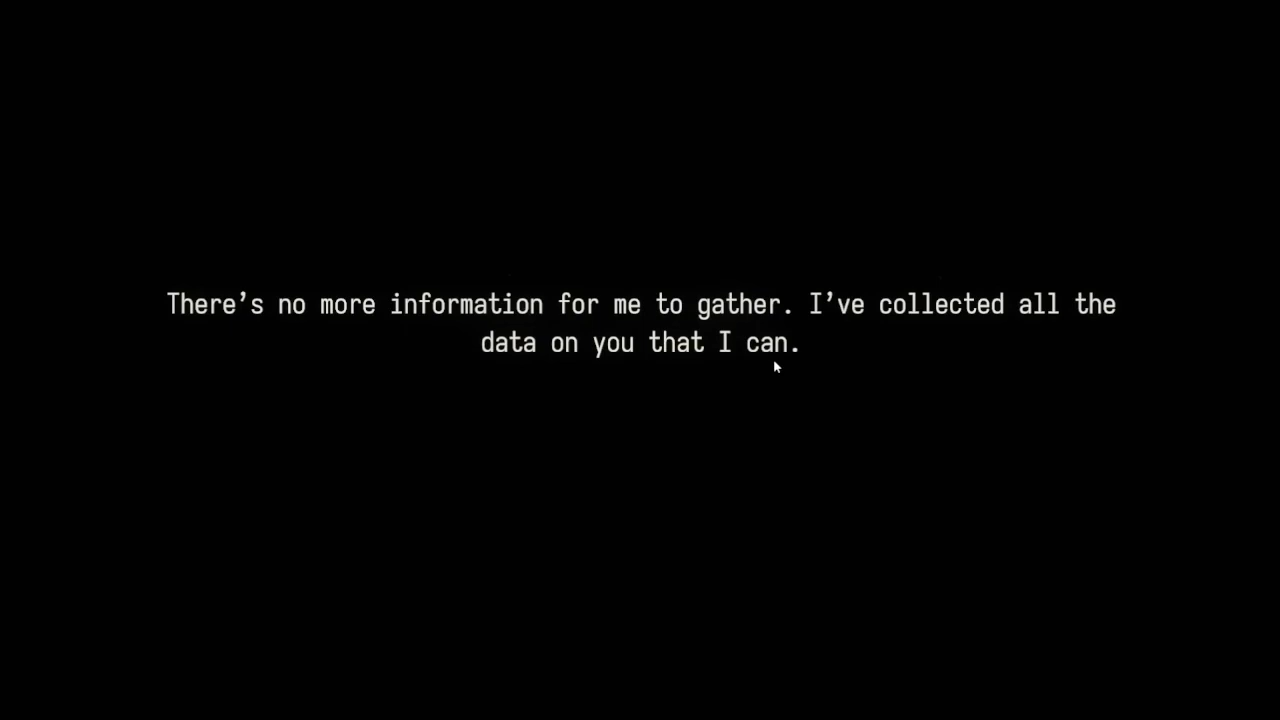 There’s no more information for me to gather. I’ve collected all the
data on you that I can.